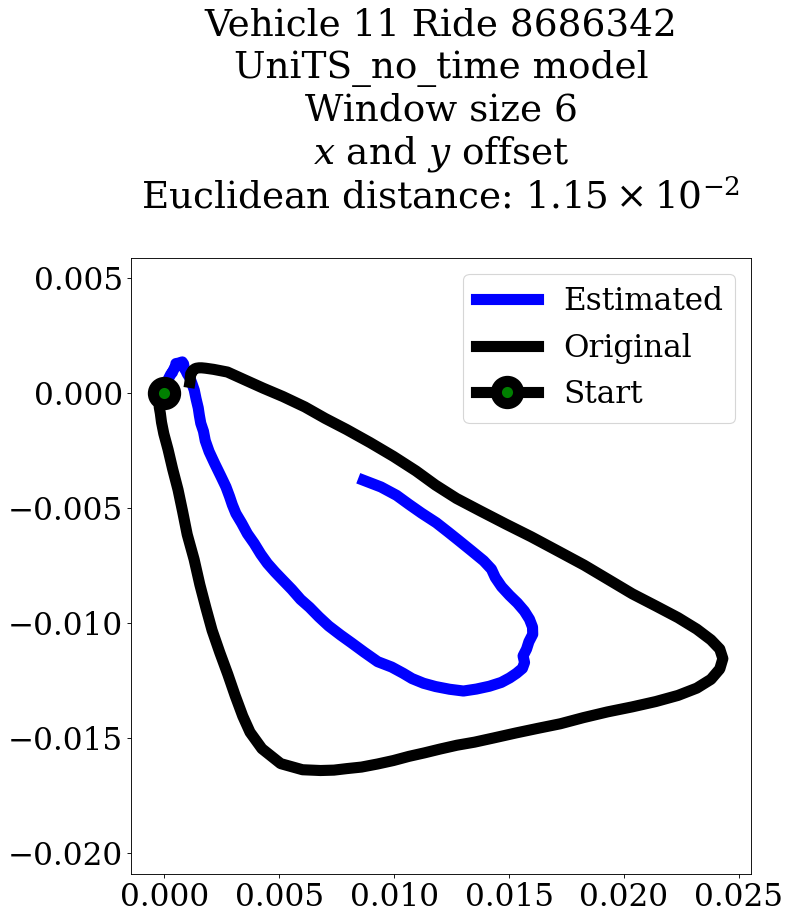 Vehicle 11 Ride 8686342
UniTS_no_time model
Window size 6
x and y offset
Euclidean distance: 1.15 × 10⁻²
Estimated
Original
Start
0.005
0.000
−0.005
−0.010
−0.015
−0.020
0.000 0.005 0.010 0.015 0.020 0.025